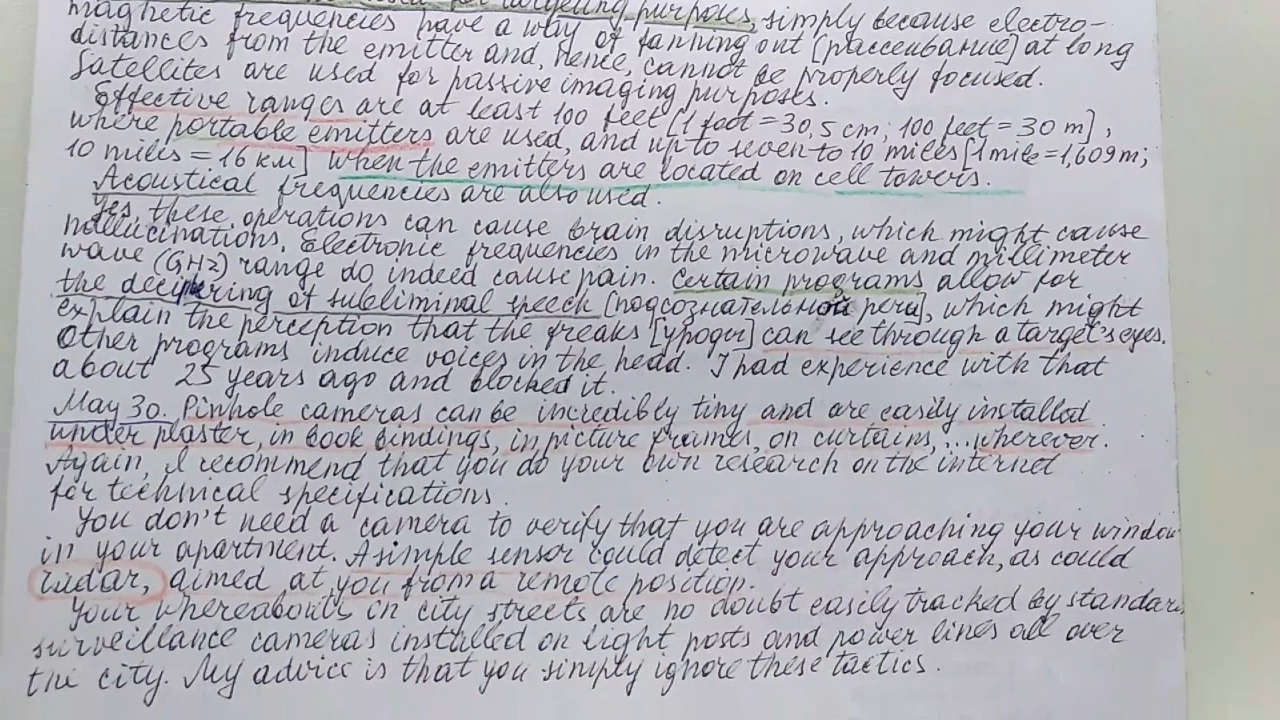 used for targeting purposes, simply because electro-
magnetic frequencies have a way of fanning out [рассеивание] at long
distances from the emitter and, hence, cannot be properly focused.
Satellites are used for passive imaging purposes.
Effective ranges are at least 100 feet [1 foot = 30,5 cm; 100 feet = 30 m],
where portable emitters are used, and up to seven to 10 miles [1 mile = 1,609 m;
10 miles = 16 км] when the emitters are located on cell towers.
Acoustical frequencies are also used.
Yes, these operations can cause brain disruptions, which might cause
hallucinations. Electronic frequencies in the microwave and millimeter
wave (GHz) range do indeed cause pain. Certain programs allow for
the deciphering of subliminal speech [подсознательной речи], which might
explain the perception that the freaks [уроды] can see through a target's eyes.
Other programs induce voices in the head. I had experience with that
about 25 years ago and blocked it.
May 30. Pinhole cameras can be incredibly tiny and are easily installed
under plaster, in book bindings, in picture frames, on curtains, ...wherever.
Again, I recommend that you do your own research on the internet
for technical specifications.
You don't need a camera to verify that you are approaching your window
in your apartment. A simple sensor could detect your approach, as could
radar, aimed at you from a remote position.
Your whereabouts in city streets are no doubt easily tracked by standard
surveillance cameras installed on light posts and power lines all over
the city. My advice is that you simply ignore these tactics.